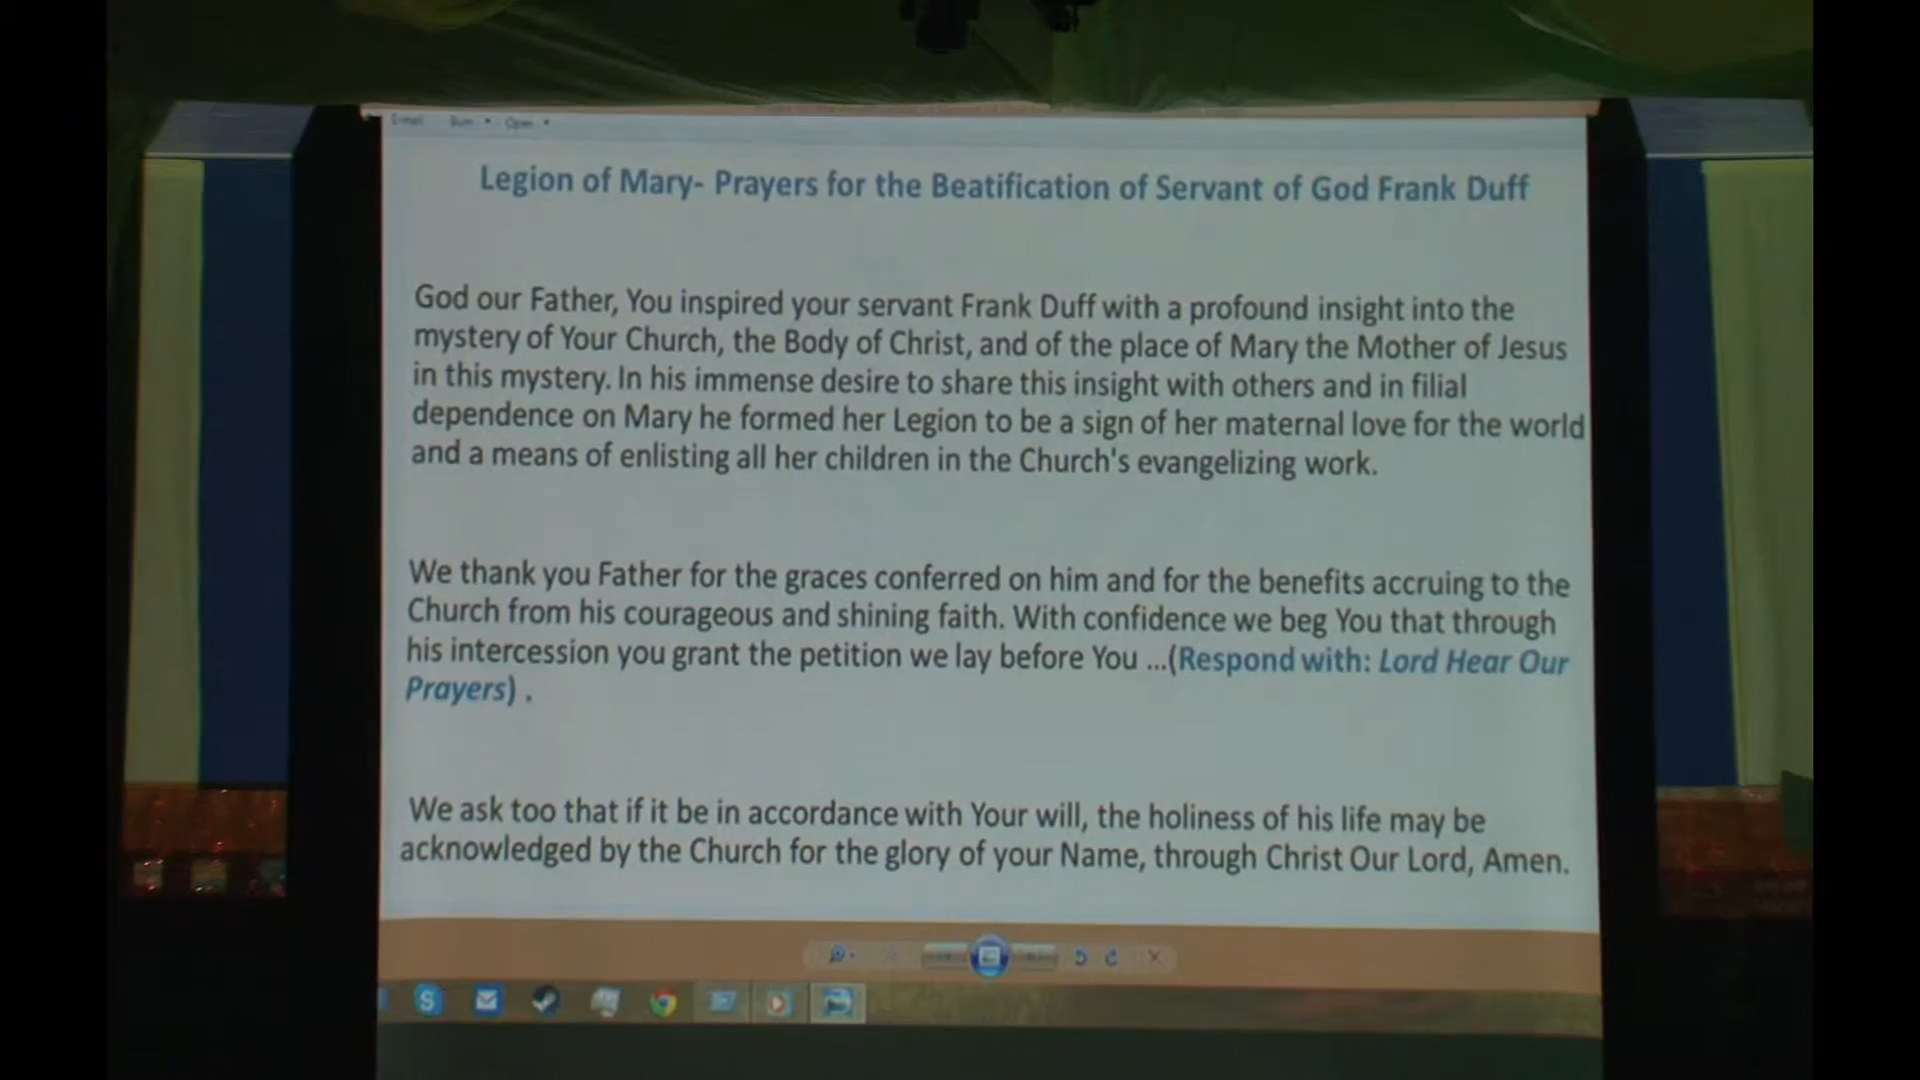 E-mail Burn Open
Legion of Mary- Prayers for the Beatification of Servant of God Frank Duff
God our Father, You inspired your servant Frank Duff with a profound insight into the
mystery of Your Church, the Body of Christ, and of the place of Mary the Mother of Jesus
in this mystery. In his immense desire to share this insight with others and in filial
dependence on Mary he formed her Legion to be a sign of her maternal love for the world
and a means of enlisting all her children in the Church's evangelizing work.
We thank you Father for the graces conferred on him and for the benefits accruing to the
Church from his courageous and shining faith. With confidence we beg You that through
his intercession you grant the petition we lay before You ...(Respond with: Lord Hear Our
Prayers) .
We ask too that if it be in accordance with Your will, the holiness of his life may be
acknowledged by the Church for the glory of your Name, through Christ Our Lord, Amen.